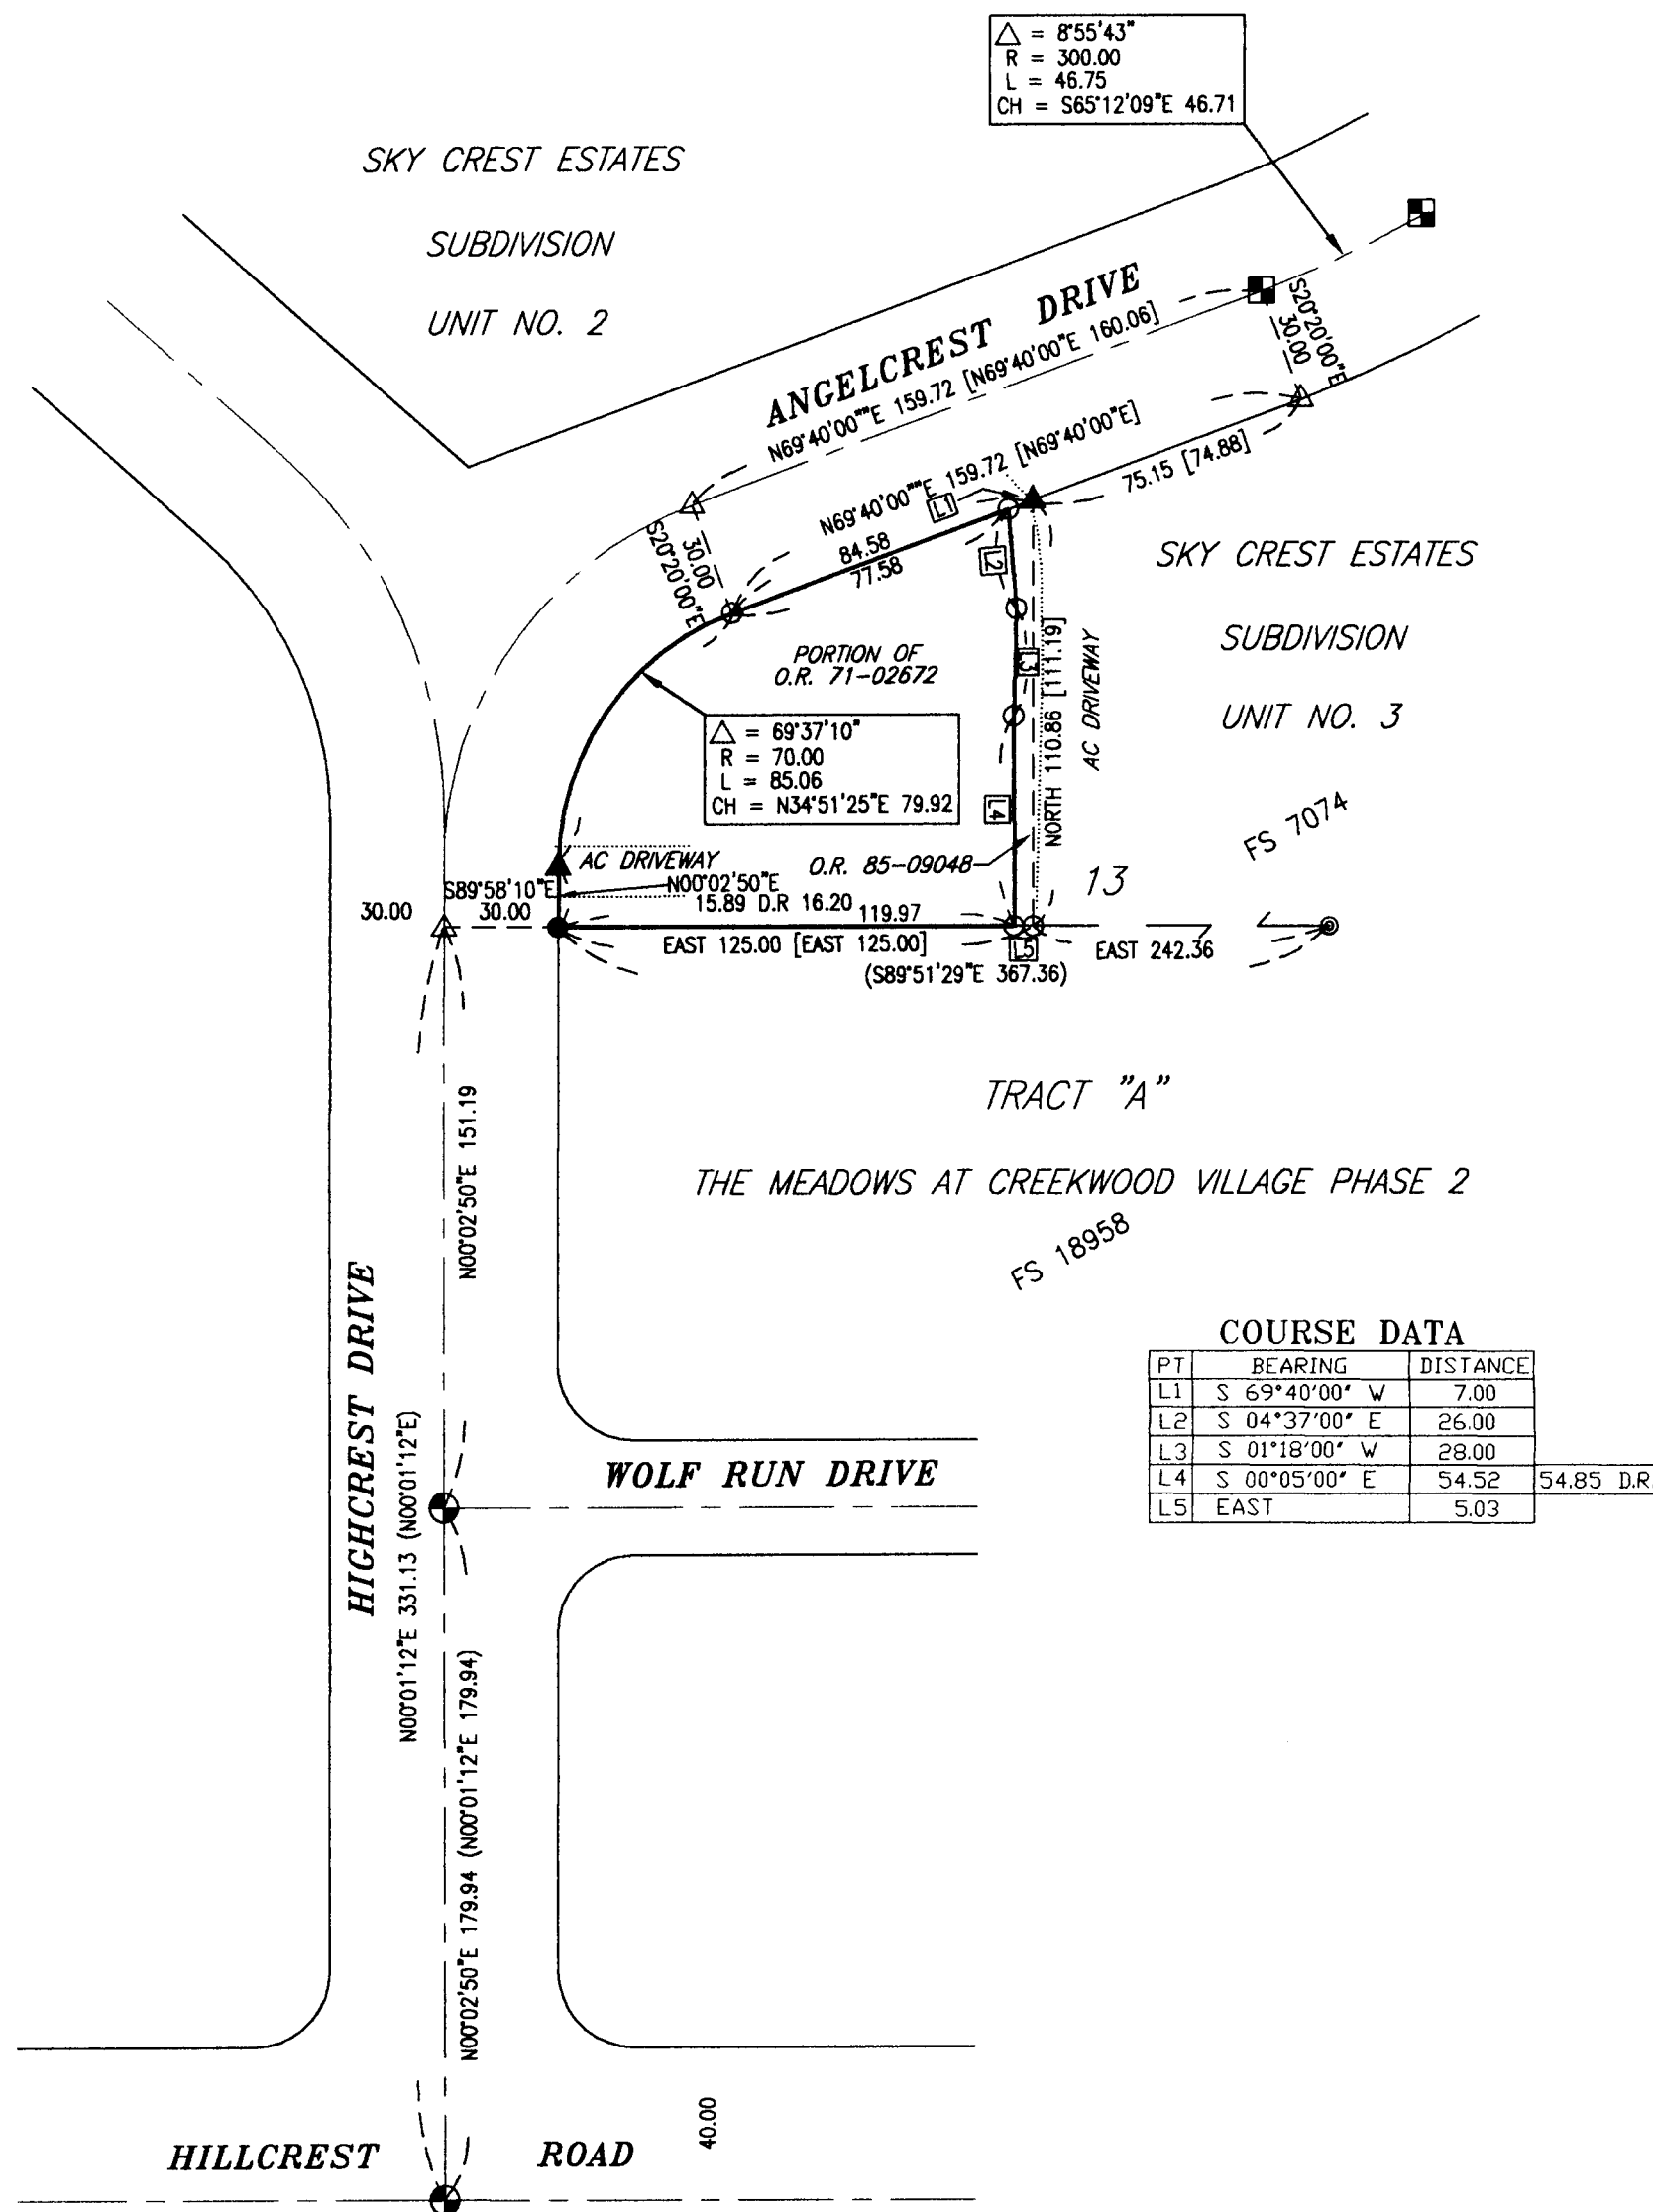 △ = 8°55'43"
R = 300.00
L = 46.75
CH = S65°12'09"E 46.71
SKY CREST ESTATES
SUBDIVISION
UNIT NO. 2
ANGELCREST DRIVE
N69°40'00""E 159.72 [N69°40'00"E 160.06]
S20°20'00"E
30.00
N69°40'00""E 159.72 [N69°40'00"E]
75.15 [74.88]
L1
84.58
77.58
S20°20'00"E
30.00
L2
SKY CREST ESTATES
SUBDIVISION
UNIT NO. 3
PORTION OF
O.R. 71-02672
L3
NORTH 110.86 [111.19]
AC DRIVEWAY
△ = 69°37'10"
R = 70.00
L = 85.06
CH = N34°51'25"E 79.92
L4
FS 7074
AC DRIVEWAY
O.R. 85-09048
13
S89°58'10"E
N00°02'50"E
30.00
30.00
15.89 D.R 16.20
119.97
EAST 125.00 [EAST 125.00]
L5
EAST 242.36
(S89°51'29"E 367.36)
TRACT "A"
THE MEADOWS AT CREEKWOOD VILLAGE PHASE 2
FS 18958
N00°02'50"E 151.19
HIGHCREST DRIVE
N00°01'12"E 331.13 (N00°01'12"E)
COURSE DATA
PT BEARING DISTANCE
L1 S 69°40'00" W 7.00
L2 S 04°37'00" E 26.00
L3 S 01°18'00" W 28.00
L4 S 00°05'00" E 54.52 54.85 D.R.
L5 EAST 5.03
WOLF RUN DRIVE
N00°02'50"E 179.94 (N00°01'12"E 179.94)
40.00
HILLCREST ROAD